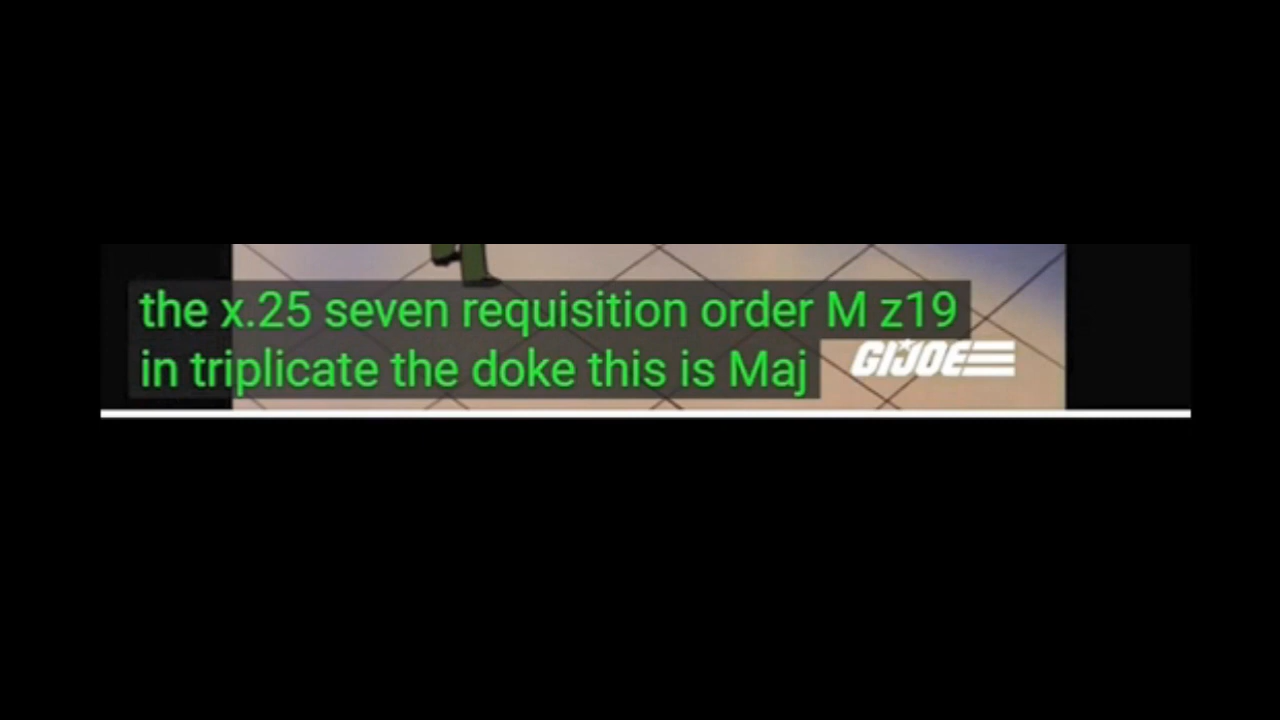 the x.25 seven requisition order M z19
in triplicate the doke this is Maj
GIJOE